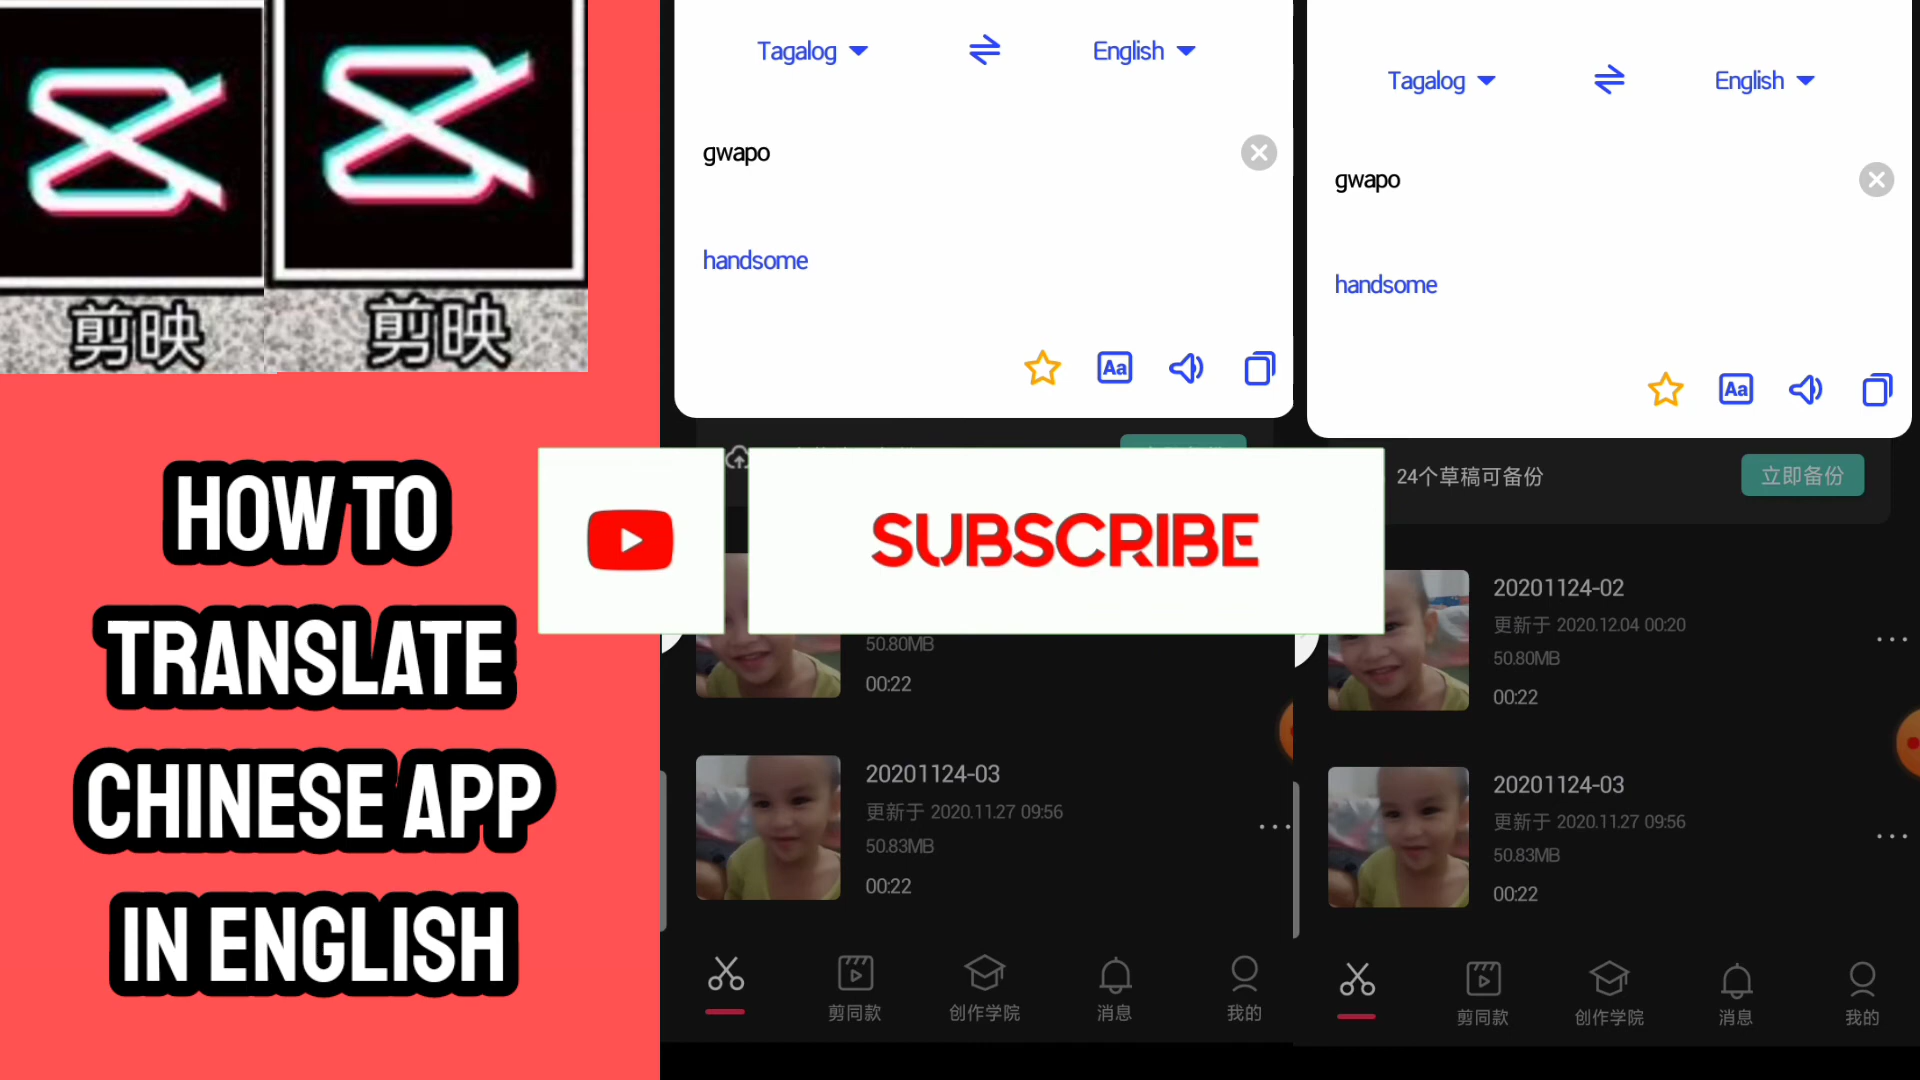 剪映
剪映
HOW TO
TRANSLATE
CHINESE APP
IN ENGLISH
Tagalog
English
gwapo
handsome
Aa
SUBSCRIBE
50.80MB
00:22
20201124-03
更新于 2020.11.27 09:56
50.83MB
00:22
剪同款
创作学院
消息
我的
Tagalog
English
gwapo
handsome
Aa
24个草稿可备份
立即备份
20201124-02
更新于 2020.12.04 00:20
50.80MB
00:22
20201124-03
更新于 2020.11.27 09:56
50.83MB
00:22
剪同款
创作学院
消息
我的